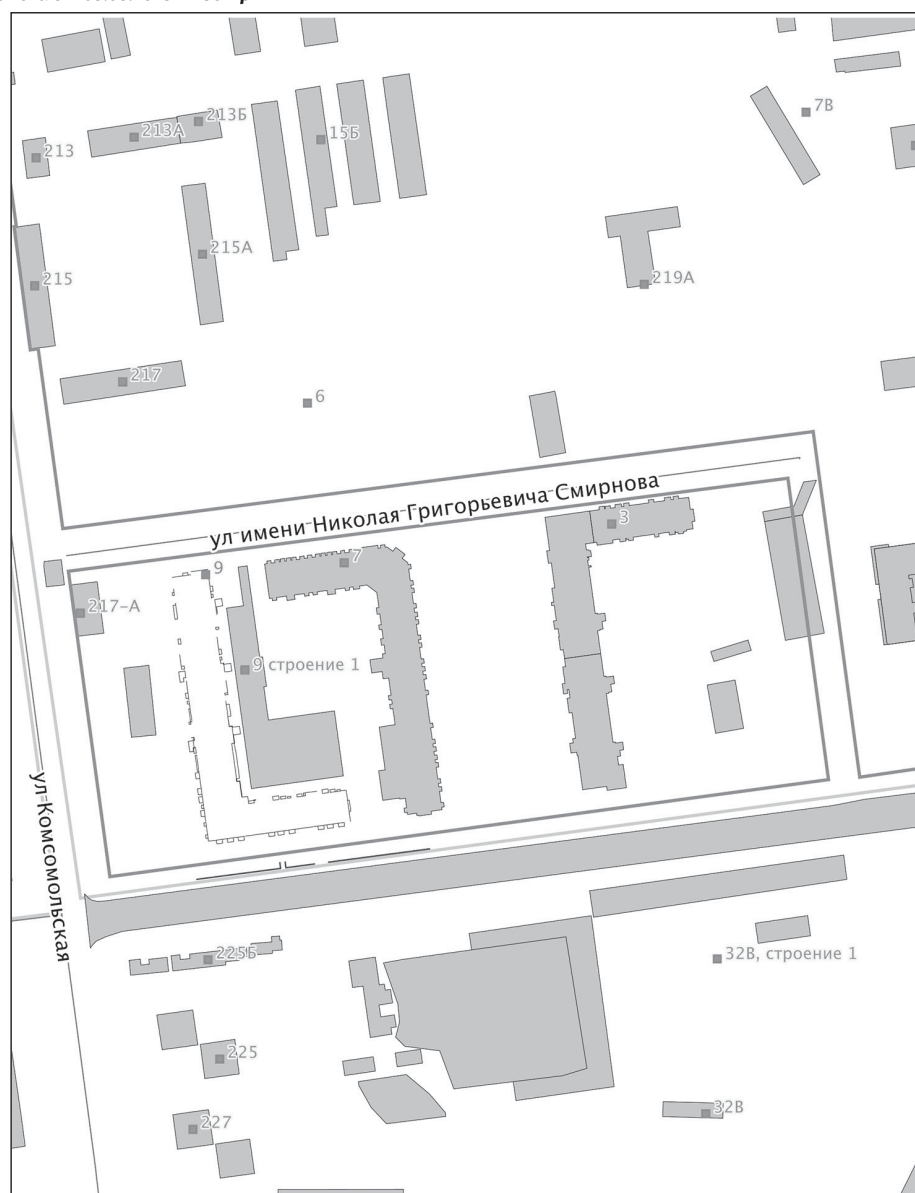 213Б
7В
213А
15Б
213
215А
219А
215
217
6
ул имени Николая Григорьевича Смирнова
3
7
9
217-А
9 строение 1
ул Комсомольская
225Б
32В, строение 1
225
32В
227